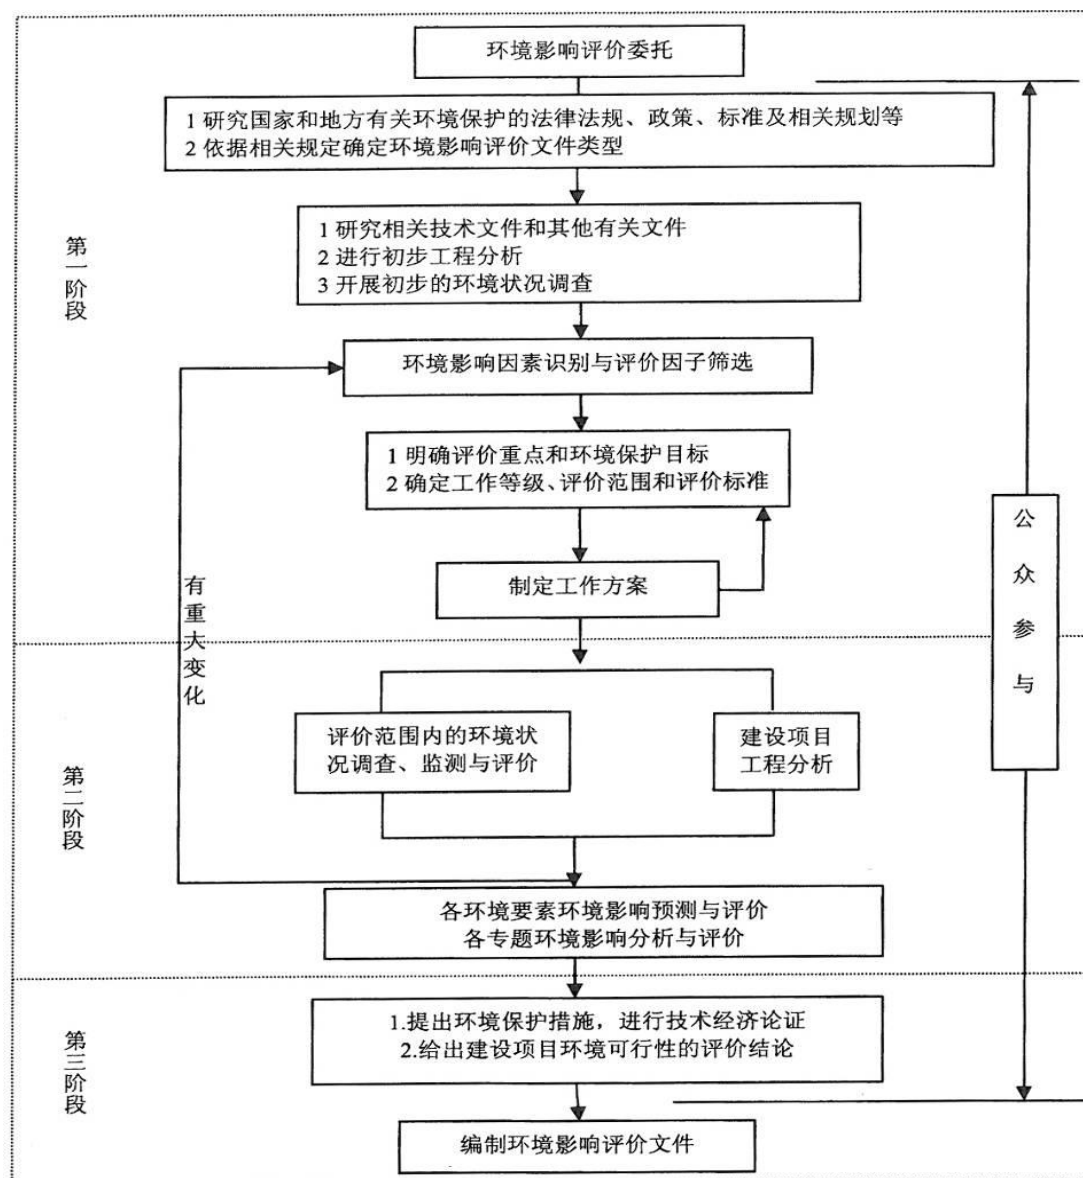 环境影响评价委托
1 研究国家和地方有关环境保护的法律法规、政策、标准及相关规划等
2 依据相关规定确定环境影响评价文件类型
第一阶段
1 研究相关技术文件和其他有关文件
2 进行初步工程分析
3 开展初步的环境状况调查
环境影响因素识别与评价因子筛选
1 明确评价重点和环境保护目标
2 确定工作等级、评价范围和评价标准
制定工作方案
有重大变化
公众参与
第二阶段
评价范围内的环境状
况调查、监测与评价
建设项目
工程分析
各环境要素环境影响预测与评价
各专题环境影响分析与评价
第三阶段
1.提出环境保护措施，进行技术经济论证
2.给出建设项目环境可行性的评价结论
编制环境影响评价文件